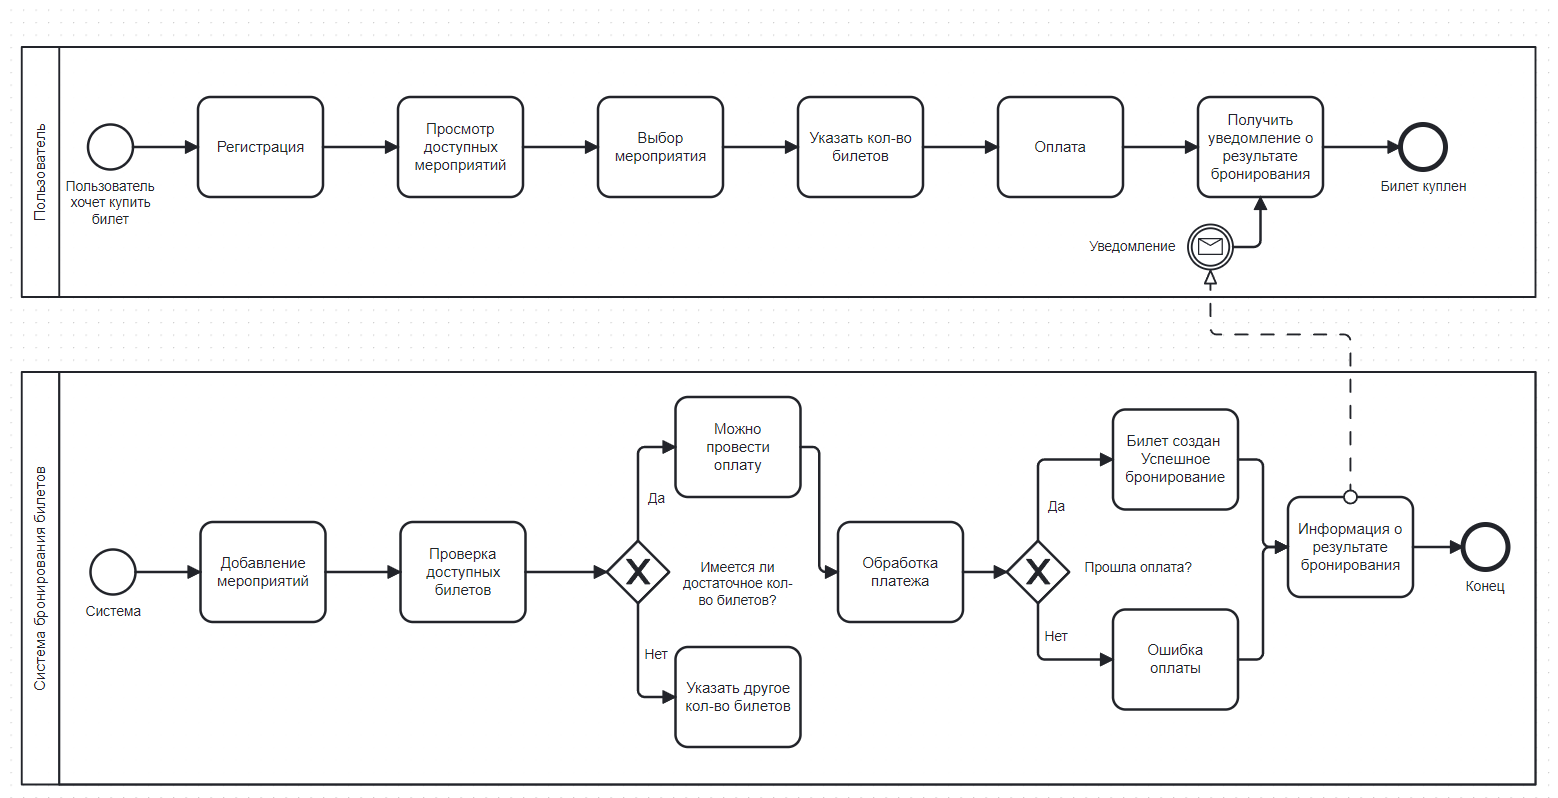 Пользователь
Пользователь
хочет купить
билет
Регистрация
Просмотр
доступных
мероприятий
Выбор
мероприятия
Указать кол-во
билетов
Оплата
Получить
уведомление о
результате
бронирования
Билет куплен
Уведомление
Система бронирования билетов
Система
Добавление
мероприятий
Проверка
доступных
билетов
Да
Имеется ли
достаточное кол-
во билетов?
Нет
Можно
провести
оплату
Указать другое
кол-во билетов
Обработка
платежа
Да
Прошла оплата?
Нет
Билет создан
Успешное
бронирование
Ошибка
оплаты
Информация о
результате
бронирования
Конец